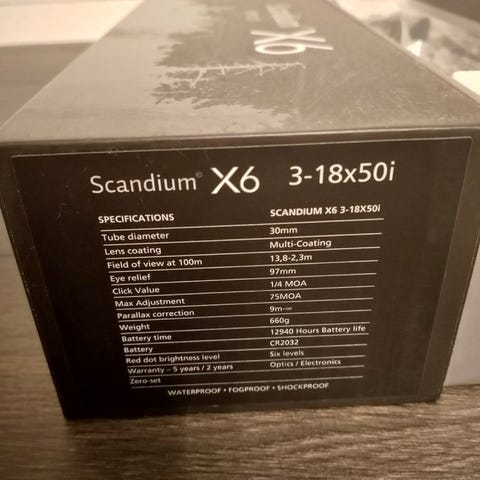 Scandium X6
Scandium® X6 3-18x50i
SPECIFICATIONS SCANDIUM X6 3-18X50i
Tube diameter 30mm
Lens coating Multi-Coating
Field of view at 100m 13,8-2,3m
Eye relief 97mm
Click Value 1/4 MOA
Max Adjustment 75MOA
Parallax correction 9m-∞
Weight 660g
Battery time 12940 Hours Battery life
Battery CR2032
Red dot brightness level Six levels
Warranty – 5 years / 2 years Optics / Electronics
Zero-set
WATERPROOF • FOGPROOF • SHOCKPROOF